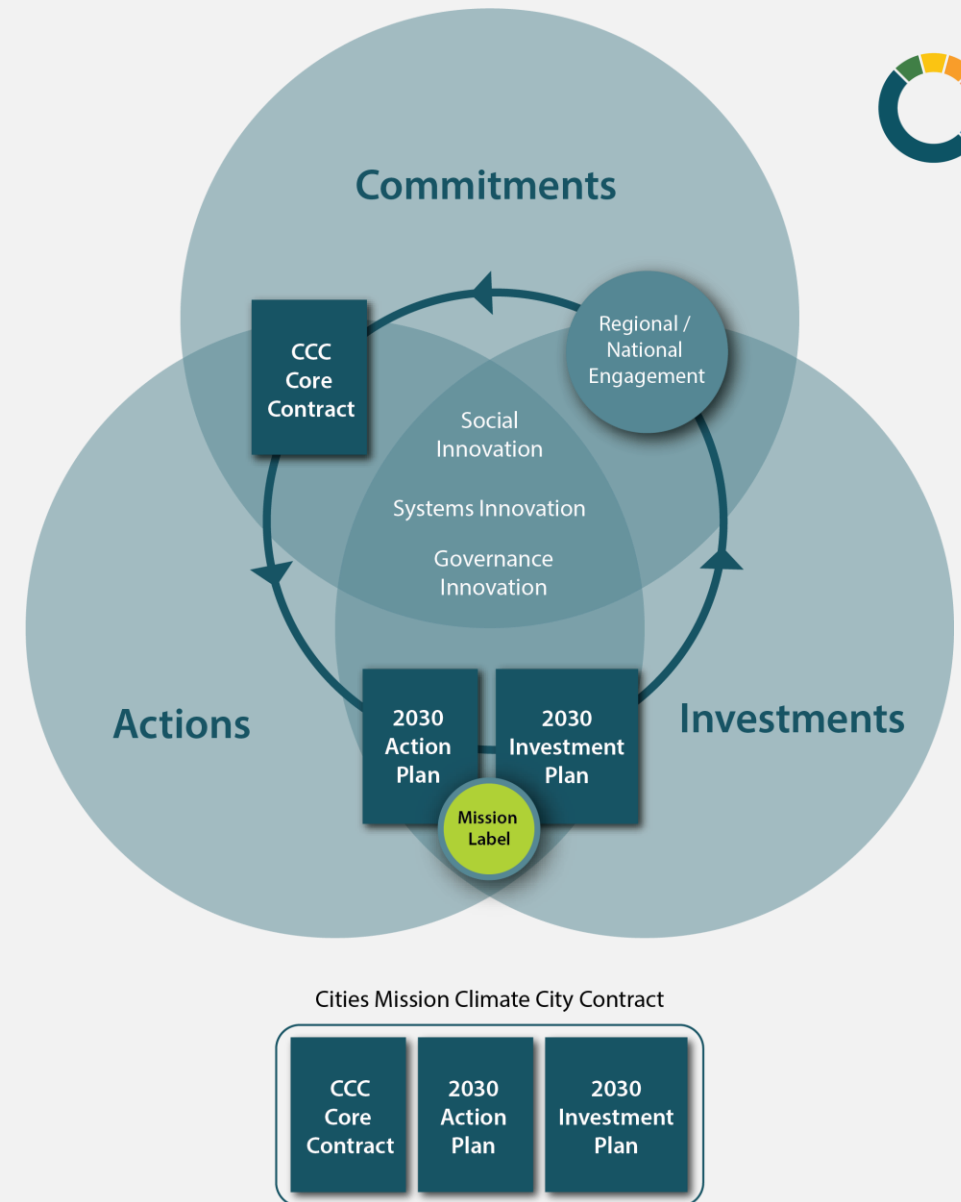 Commitments
CCC
Core
Contract
Regional /
National
Engagement
Social
Innovation
Systems Innovation
Governance
Innovation
Actions
Investments
2030
Action
Plan
2030
Investment
Plan
Mission
Label
Cities Mission Climate City Contract
CCC
Core
Contract
2030
Action
Plan
2030
Investment
Plan